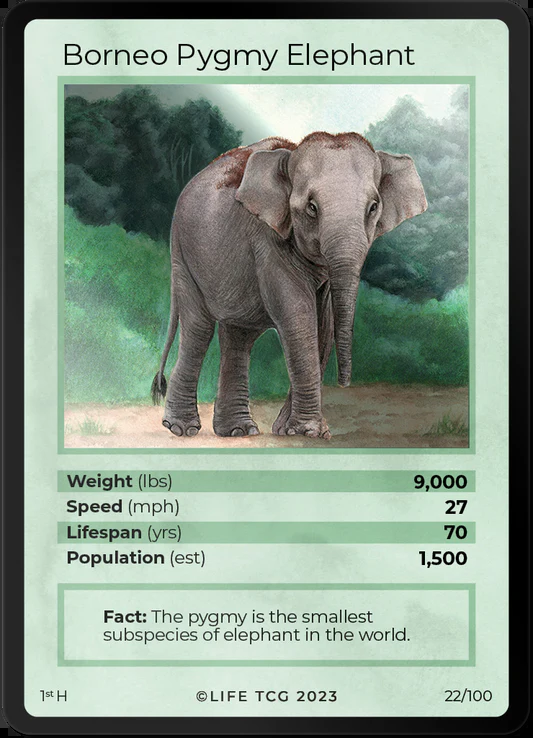 Borneo Pygmy Elephant
Weight (lbs) 9,000
Speed (mph) 27
Lifespan (yrs) 70
Population (est) 1,500
Fact: The pygmy is the smallest
subspecies of elephant in the world.
1st H ©LIFE TCG 2023 22/100